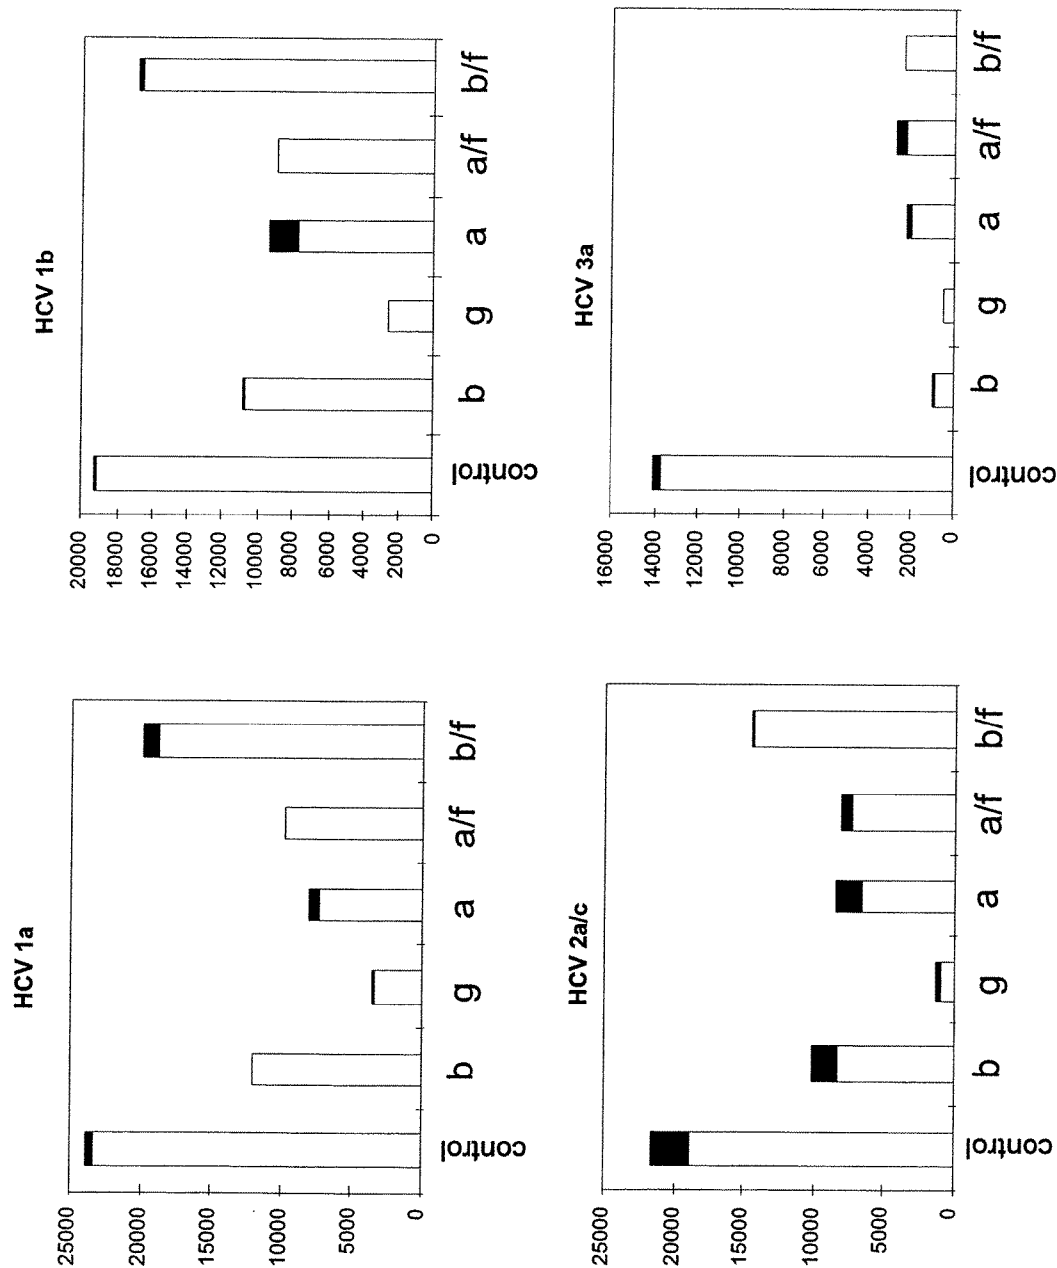 HCV 1a
25000
20000
15000
10000
5000
0
control
b
g
a
a/f
b/f
HCV 1b
20000
18000
16000
14000
12000
10000
8000
6000
4000
2000
0
control
b
g
a
a/f
b/f
HCV 2a/c
25000
20000
15000
10000
5000
0
control
b
g
a
a/f
b/f
HCV 3a
16000
14000
12000
10000
8000
6000
4000
2000
0
control
b
g
a
a/f
b/f